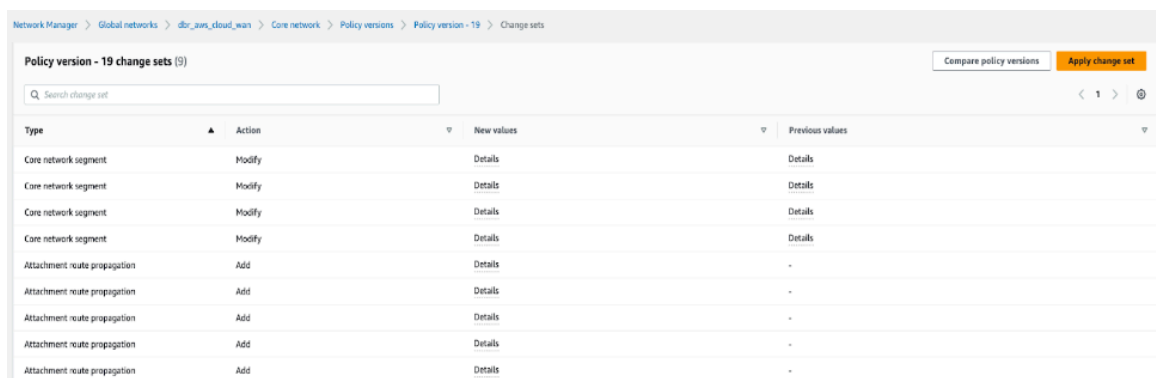 Network Manager > Global networks > dbr_aws_cloud_wan > Core network > Policy versions > Policy version - 19 > Change sets
Policy version - 19 change sets (9) Compare policy versions Apply change set
Search change set < 1 >
Type Action New values Previous values
Core network segment Modify Details Details
Core network segment Modify Details Details
Core network segment Modify Details Details
Core network segment Modify Details Details
Attachment route propagation Add Details -
Attachment route propagation Add Details -
Attachment route propagation Add Details -
Attachment route propagation Add Details -
Attachment route propagation Add Details -